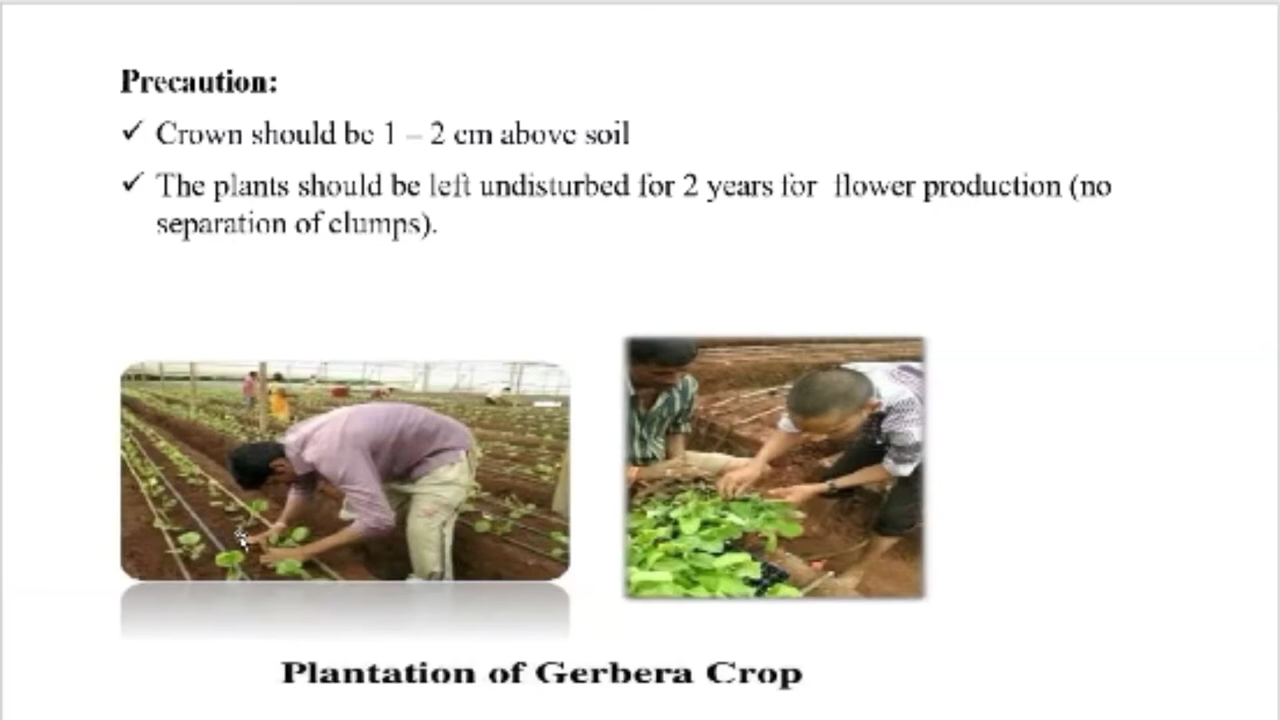 Precaution:
✓ Crown should be 1 – 2 cm above soil
✓ The plants should be left undisturbed for 2 years for flower production (no
separation of clumps).
Plantation of Gerbera Crop